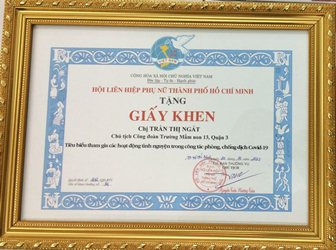 CỘNG HÒA XÃ HỘI CHỦ NGHĨA VIỆT NAM
Độc lập - Tự do - Hạnh phúc
HỘI LIÊN HIỆP PHỤ NỮ THÀNH PHỐ HỒ CHÍ MINH
TẶNG
GIẤY KHEN
Chị TRẦN THỊ NGÁT
Chủ tịch Công đoàn Trường Mầm non 13, Quận 3
Tiêu biểu tham gia các hoạt động tình nguyện trong công tác phòng, chống dịch Covid-19